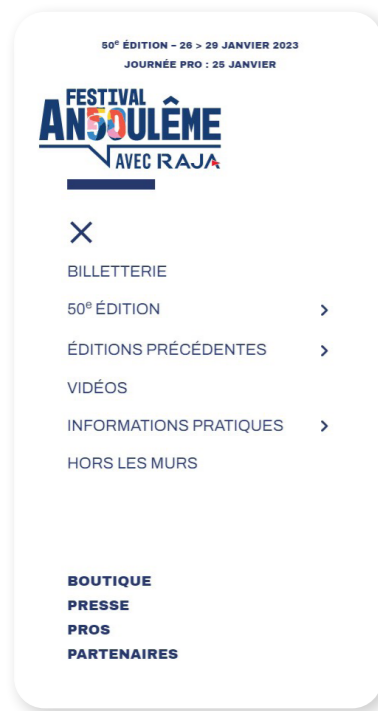 50e ÉDITION – 26 > 29 JANVIER 2023
JOURNÉE PRO : 25 JANVIER
FESTIVAL
AN50ULÊME
AVEC RAJA
BILLETTERIE
50e ÉDITION
ÉDITIONS PRÉCÉDENTES
VIDÉOS
INFORMATIONS PRATIQUES
HORS LES MURS
BOUTIQUE
PRESSE
PROS
PARTENAIRES